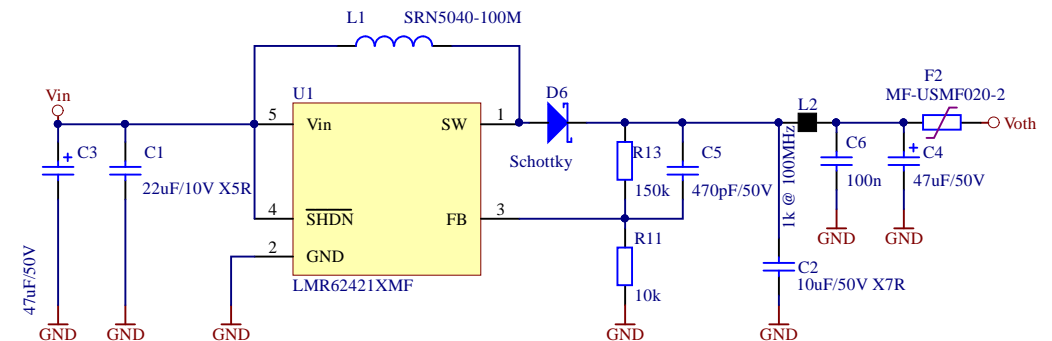 L1 SRN5040-100M
Vin
U1
5 Vin
SW 1
D6
Schottky
L2
F2
MF-USMF020-2
Voth
C3
47uF/50V
C1
22uF/10V X5R
4 SHDN
FB 3
2 GND
LMR62421XMF
R13
150k
C5
470pF/50V
R11
10k
1k @ 100MHz
C2
10uF/50V X7R
C6
100n
C4
47uF/50V
+
+
GND
GND
GND
GND
GND
GND
GND